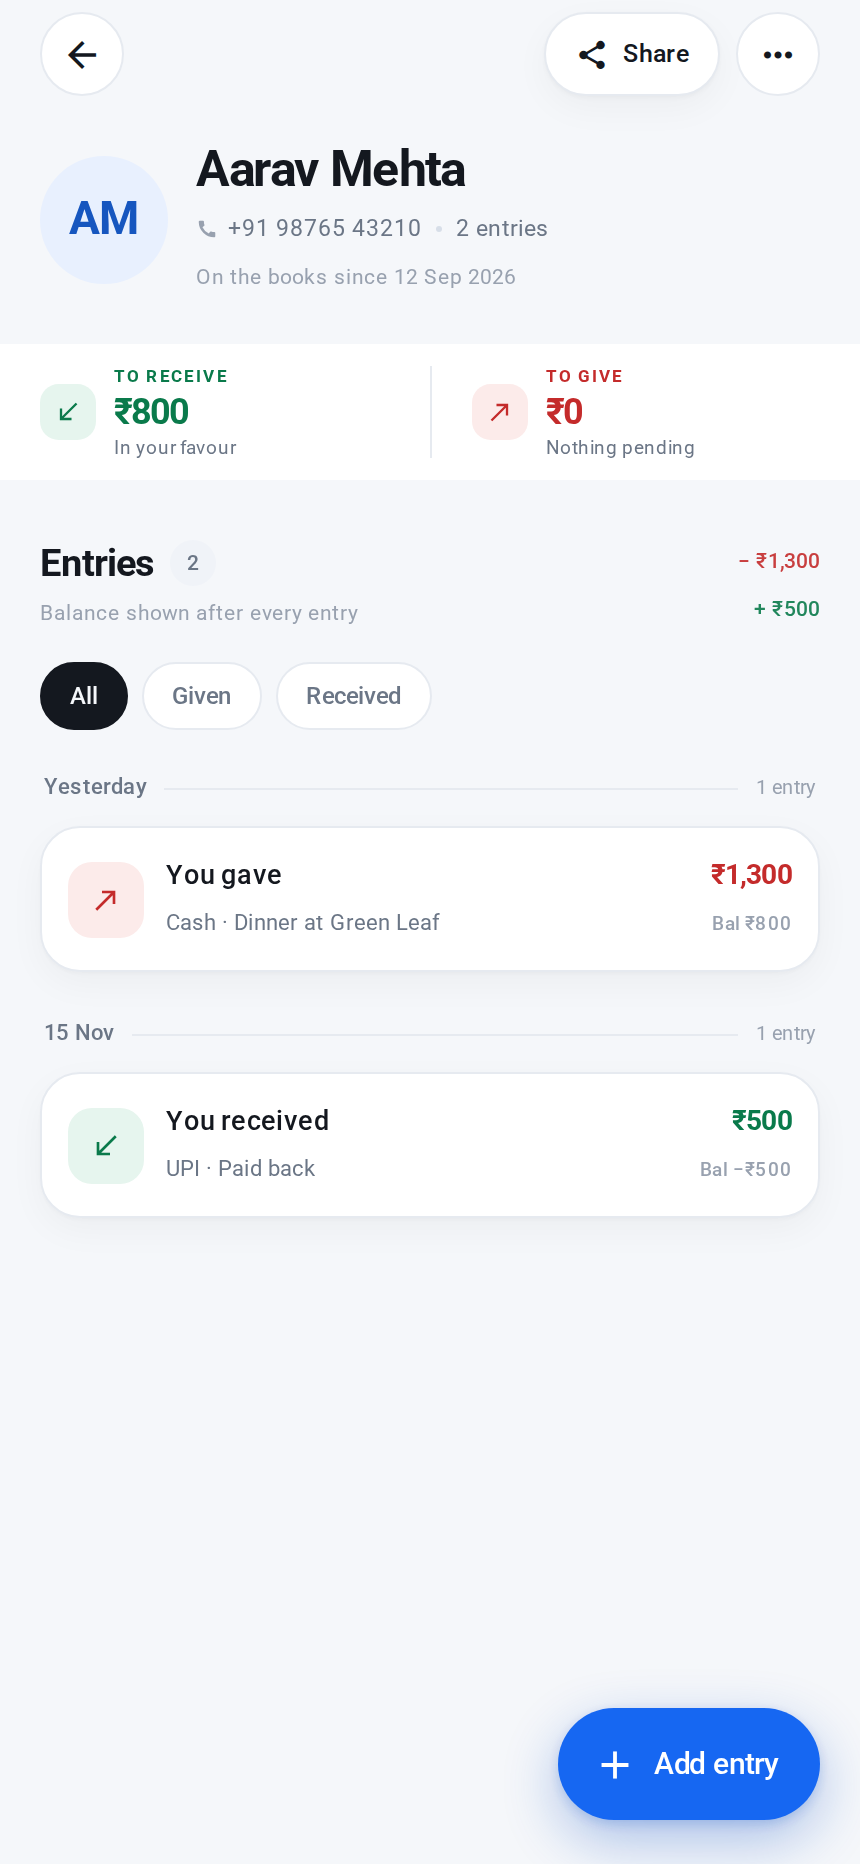 Share
AM
Aarav Mehta
+91 98765 43210 • 2 entries
On the books since 12 Sep 2026
TO RECEIVE
₹800
In your favour
TO GIVE
₹0
Nothing pending
Entries 2
− ₹1,300
Balance shown after every entry
+ ₹500
All Given Received
Yesterday 1 entry
You gave ₹1,300
Cash · Dinner at Green Leaf Bal ₹800
15 Nov 1 entry
You received ₹500
UPI · Paid back Bal −₹500
Add entry